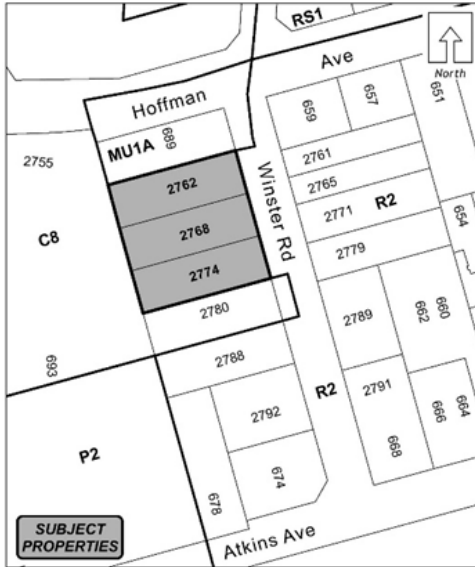 RS1
North
Ave
Hoffman
651
657
659
689
MU1A
2755
2761
2762
2765
Winster Rd
2771
R2
2768
654
C8
2774
2779
2780
660
662
2789
693
2788
R2
2791
664
666
2792
668
P2
674
678
SUBJECT
PROPERTIES
Atkins Ave